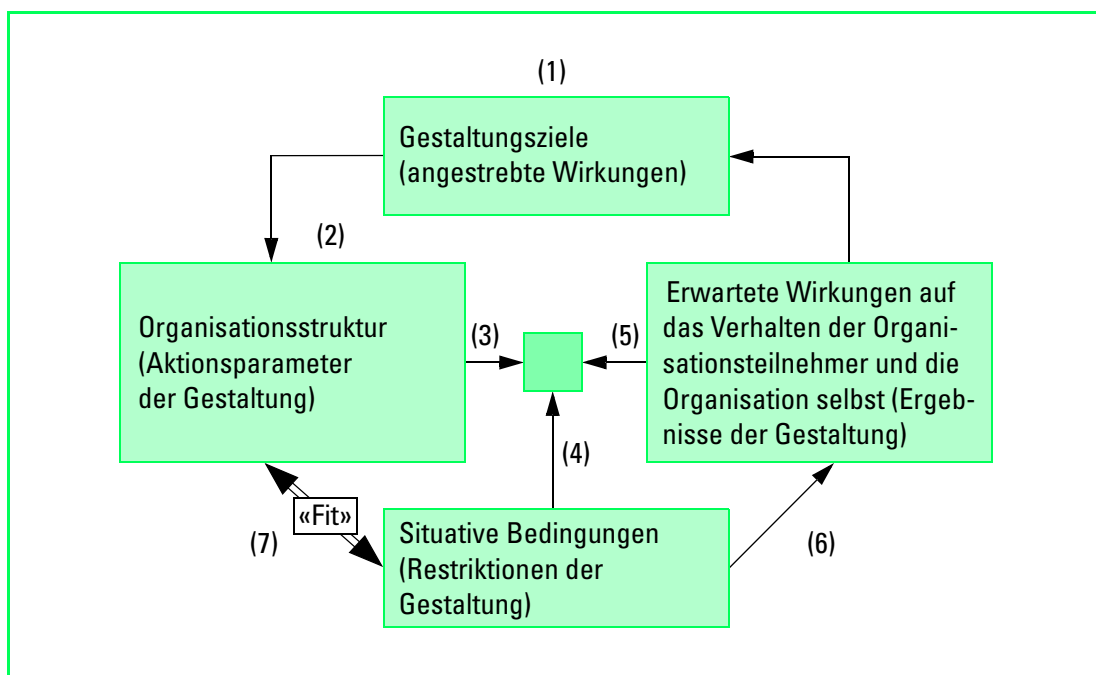 (1)
Gestaltungsziele
(angestrebte Wirkungen)
(2)
Organisationsstruktur
(Aktionsparameter
der Gestaltung)
(3)
(5)
Erwartete Wirkungen auf
das Verhalten der Organi-
sationsteilnehmer und die
Organisation selbst (Ergeb-
nisse der Gestaltung)
(4)
«Fit»
(7)
Situative Bedingungen
(Restriktionen der
Gestaltung)
(6)